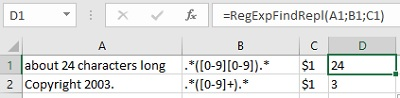 D1 =RegExpFindRepl(A1;B1;C1)
A B C D
1 about 24 characters long .*([0-9][0-9]).* $1 24
2 Copyright 2003. .*([0-9]+).* $1 3